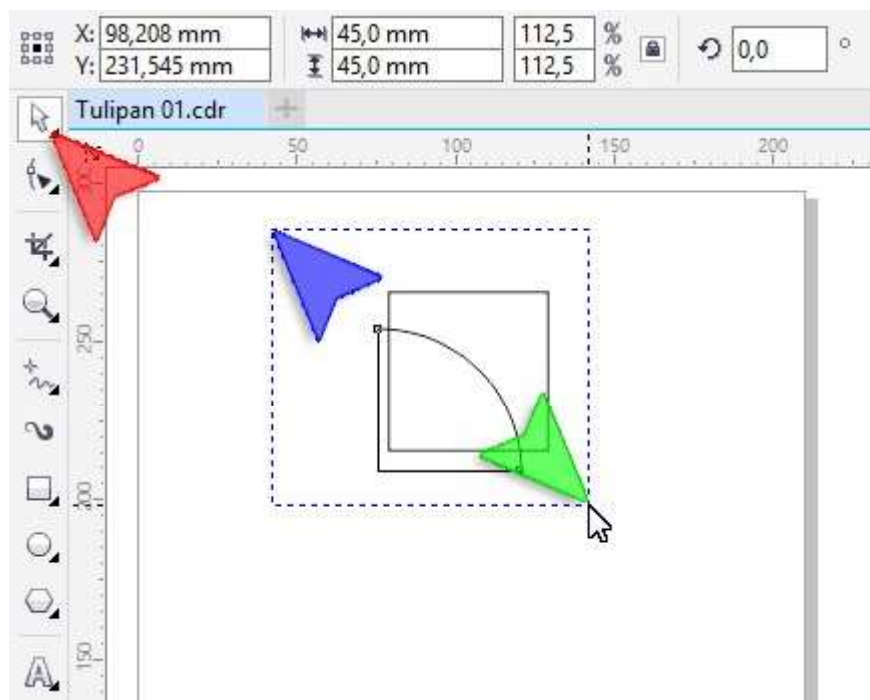 X: 98,208 mm 45,0 mm 112,5 %
Y: 231,545 mm 45,0 mm 112,5 %
0,0 °
Tulipan 01.cdr
0 50 100 150 200
250
200
150